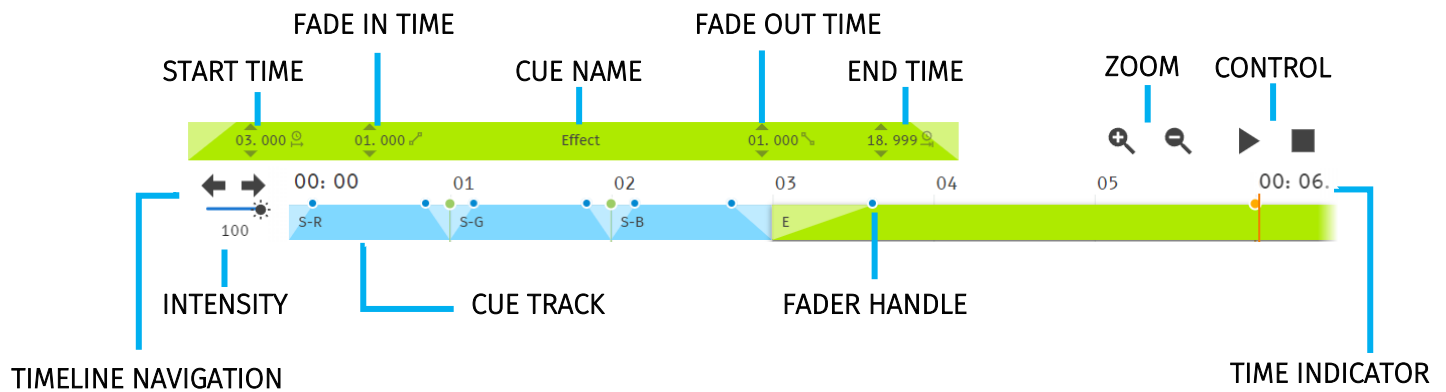 FADE IN TIME
FADE OUT TIME
START TIME
CUE NAME
END TIME
ZOOM
CONTROL
03. 000
01. 000
Effect
01. 000
18. 999
00: 00
01
02
03
04
05
00: 06.
S-R
S-G
S-B
E
100
INTENSITY
CUE TRACK
FADER HANDLE
TIMELINE NAVIGATION
TIME INDICATOR